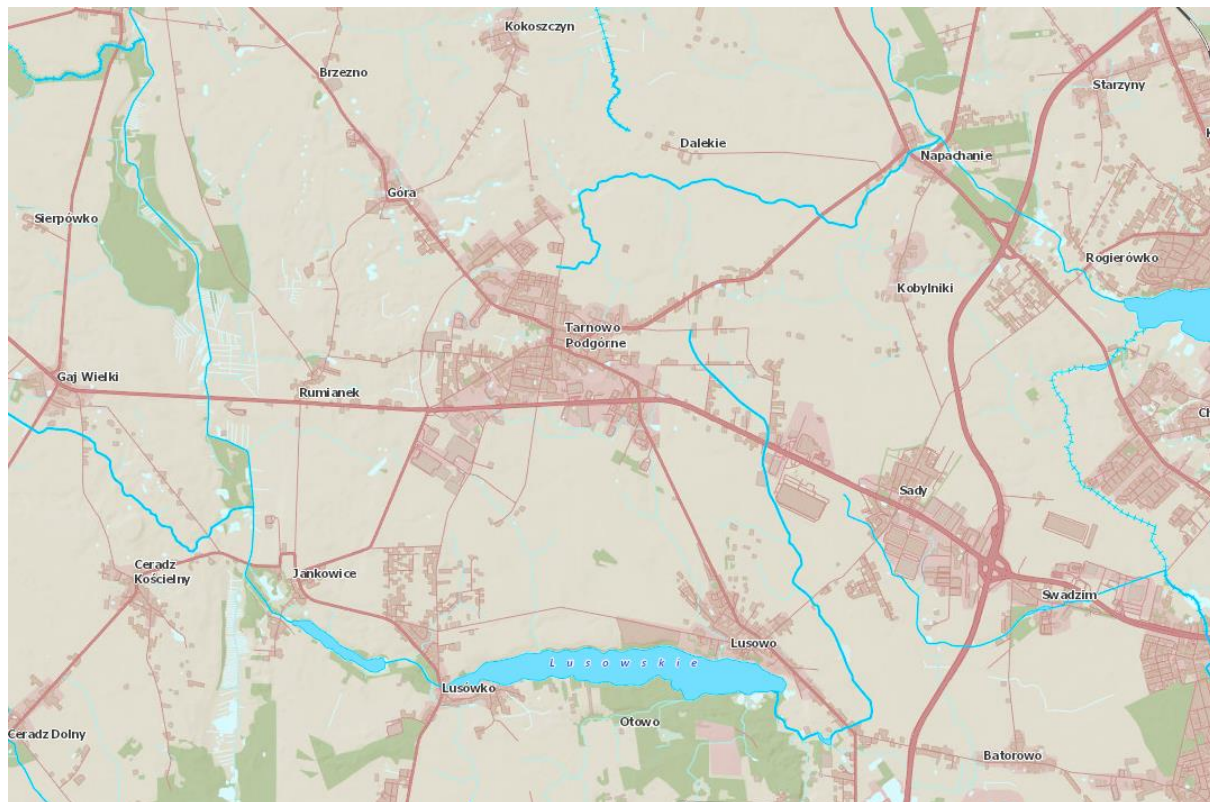 Kokoszczyn
Brzezno
Starzyny
Dalekie
Napachanie
Góra
Sierpówko
Rogierówko
Kobylniki
Tarnowo
Podgórne
Gaj Wielki
Rumianek
Sady
Ceradz
Kościelny
Jankowice
Swadzim
Lusowo
Lusowskie
Lusówko
Otowo
Ceradz Dolny
Batorowo